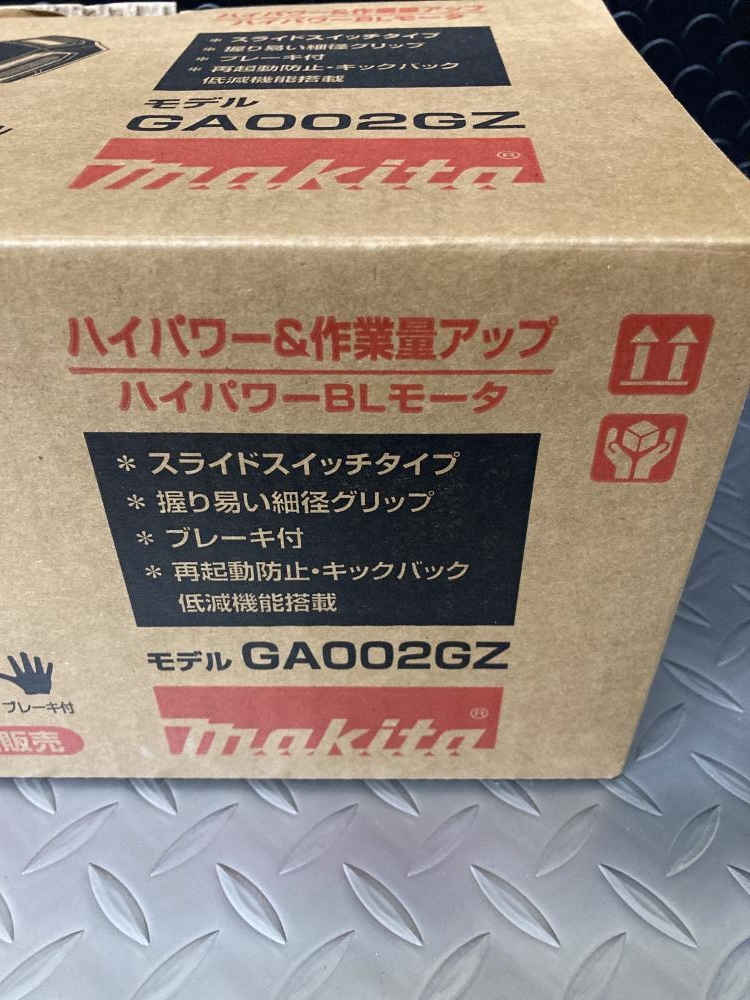 ハイパワー&作業量アップ
ハイパワーBLモータ
* スライドスイッチタイプ
* 握り易い細径グリップ
* ブレーキ付
* 再起動防止・キックバック
低減機能搭載
モデル
GA002GZ
makita®
ハイパワー&作業量アップ
ハイパワーBLモータ
* スライドスイッチタイプ
* 握り易い細径グリップ
* ブレーキ付
* 再起動防止・キックバック
低減機能搭載
モデル GA002GZ
makita®
ブレーキ付
販売